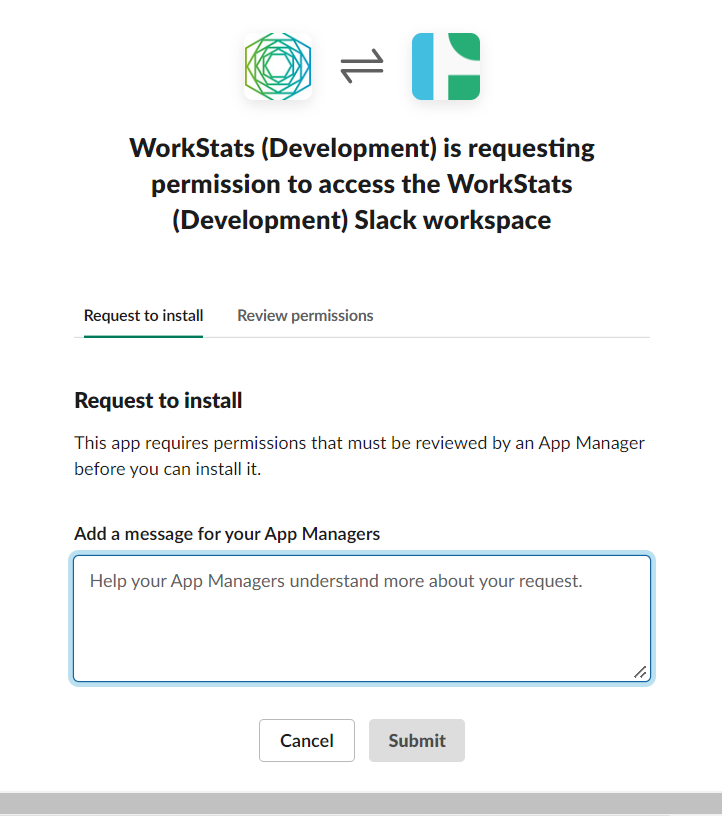 WorkStats (Development) is requesting
permission to access the WorkStats
(Development) Slack workspace
Request to install
Review permissions
Request to install
This app requires permissions that must be reviewed by an App Manager
before you can install it.
Add a message for your App Managers
Help your App Managers understand more about your request.
Cancel
Submit